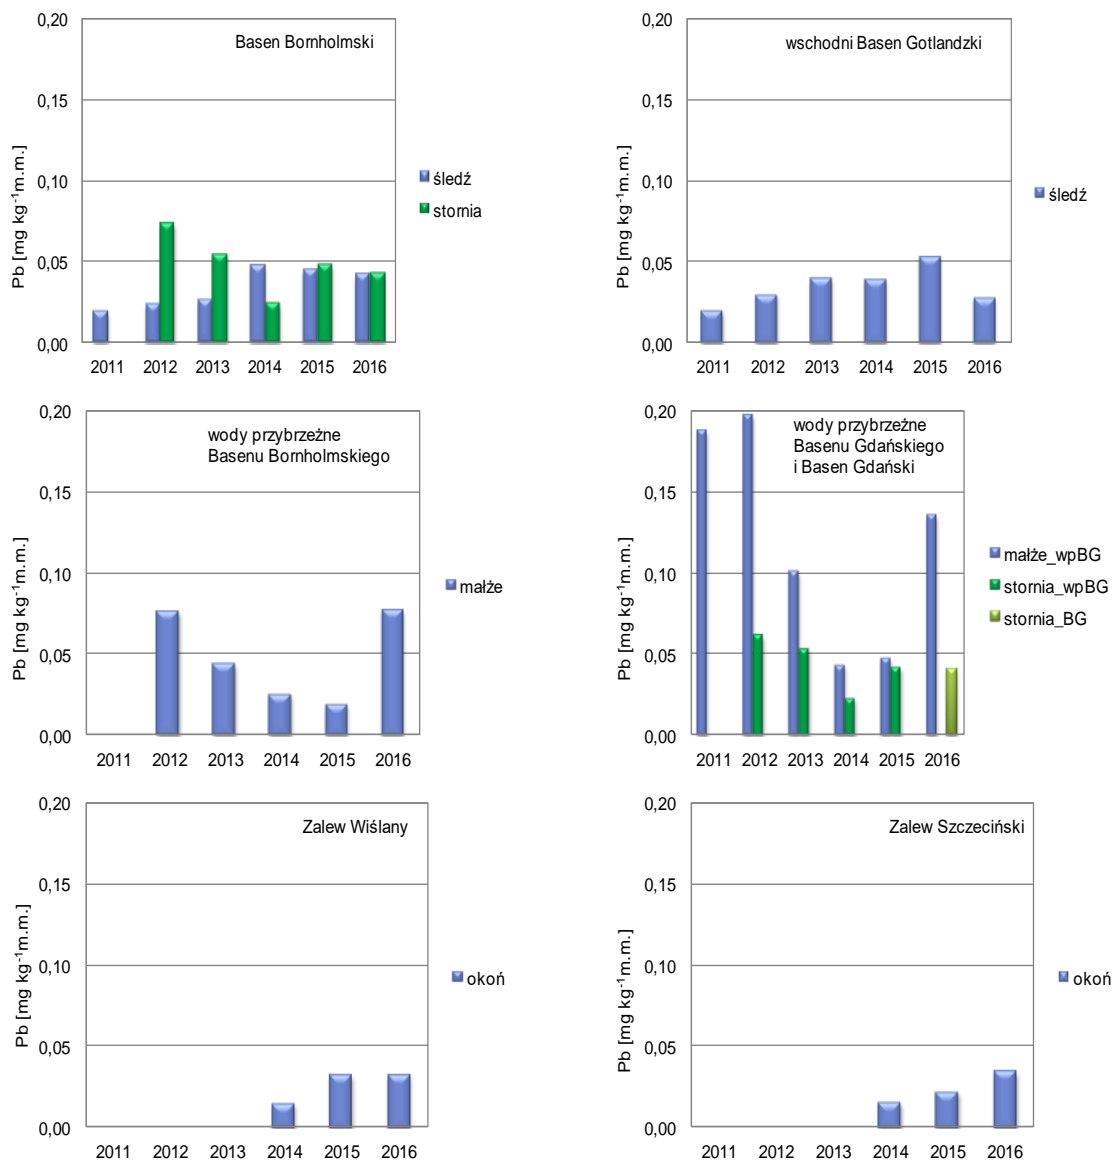 Basen Bornholmski
Pb [mg kg⁻¹m.m.]
0,20
0,15
0,10
0,05
0,00
2011 2012 2013 2014 2015 2016
śledź
stornia
wschodni Basen Gotlandzki
Pb [mg kg⁻¹m.m.]
0,20
0,15
0,10
0,05
0,00
2011 2012 2013 2014 2015 2016
śledź
wody przybrzeżne
Basenu Bornholmskiego
Pb [mg kg⁻¹m.m.]
0,20
0,15
0,10
0,05
0,00
2011 2012 2013 2014 2015 2016
małże
wody przybrzeżne
Basenu Gdańskiego
i Basen Gdański
Pb [mg kg⁻¹m.m.]
0,20
0,15
0,10
0,05
0,00
2011 2012 2013 2014 2015 2016
małże_wpBG
stornia_wpBG
stornia_BG
Zalew Wiślany
Pb [mg kg⁻¹m.m.]
0,20
0,15
0,10
0,05
0,00
2011 2012 2013 2014 2015 2016
okoń
Zalew Szczeciński
Pb [mg kg⁻¹m.m.]
0,20
0,15
0,10
0,05
0,00
2011 2012 2013 2014 2015 2016
okoń